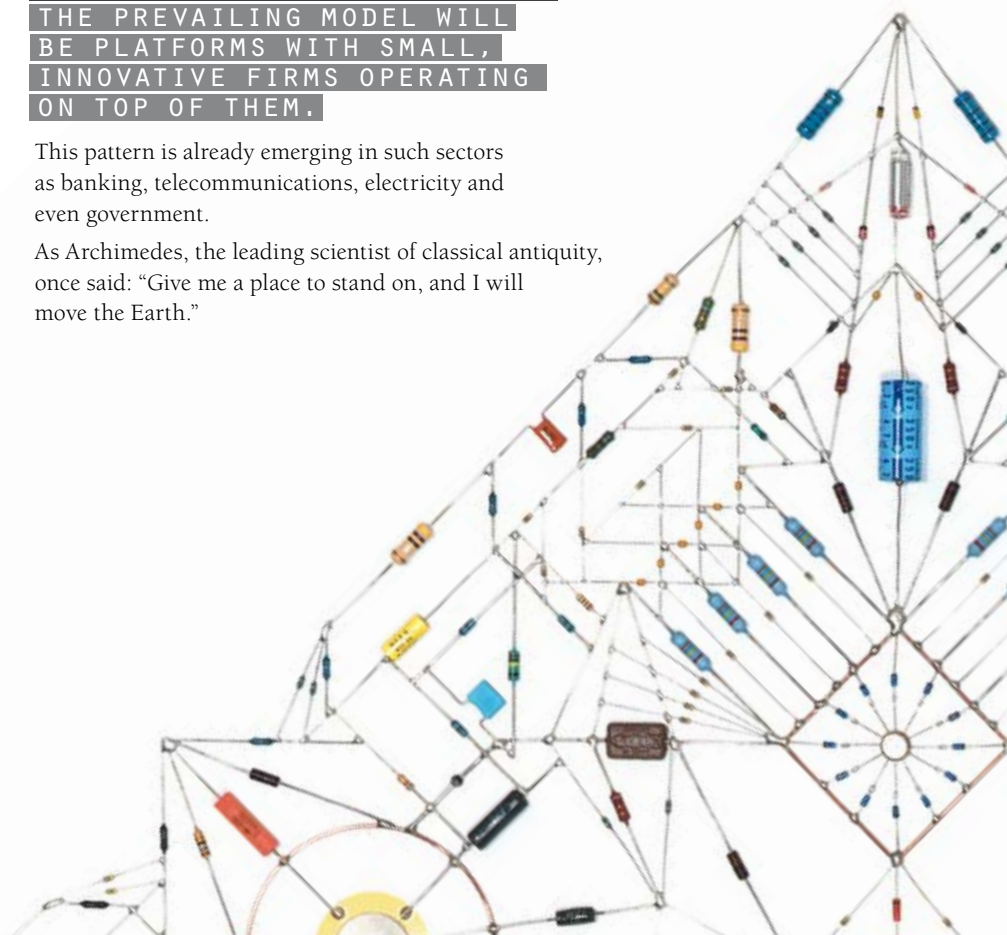 THE PREVAILING MODEL WILL
BE PLATFORMS WITH SMALL,
INNOVATIVE FIRMS OPERATING
ON TOP OF THEM.
This pattern is already emerging in such sectors
as banking, telecommunications, electricity and
even government.
As Archimedes, the leading scientist of classical antiquity,
once said: “Give me a place to stand on, and I will
move the Earth.”